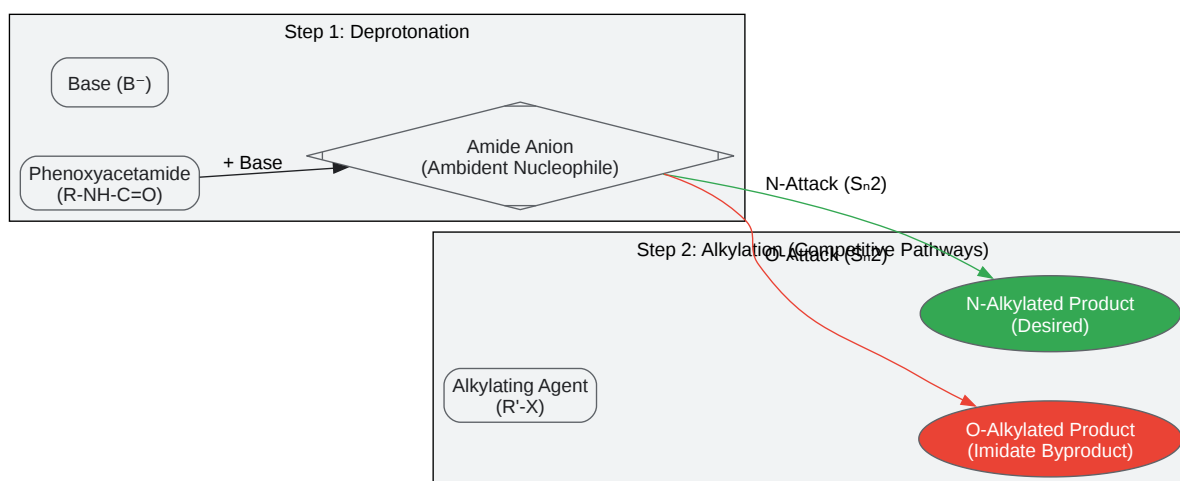 Step 1: Deprotonation
Base (B⁻)
Phenoxyacetamide
(R-NH-C=O)
+ Base
Amide Anion
(Ambident Nucleophile)
N-Attack (Sₙ2)
Step 2: Alkylation (Competitive Pathways)
O-Attack (Sₙ2)
N-Alkylated Product
(Desired)
Alkylating Agent
(R'-X)
O-Alkylated Product
(Imidate Byproduct)